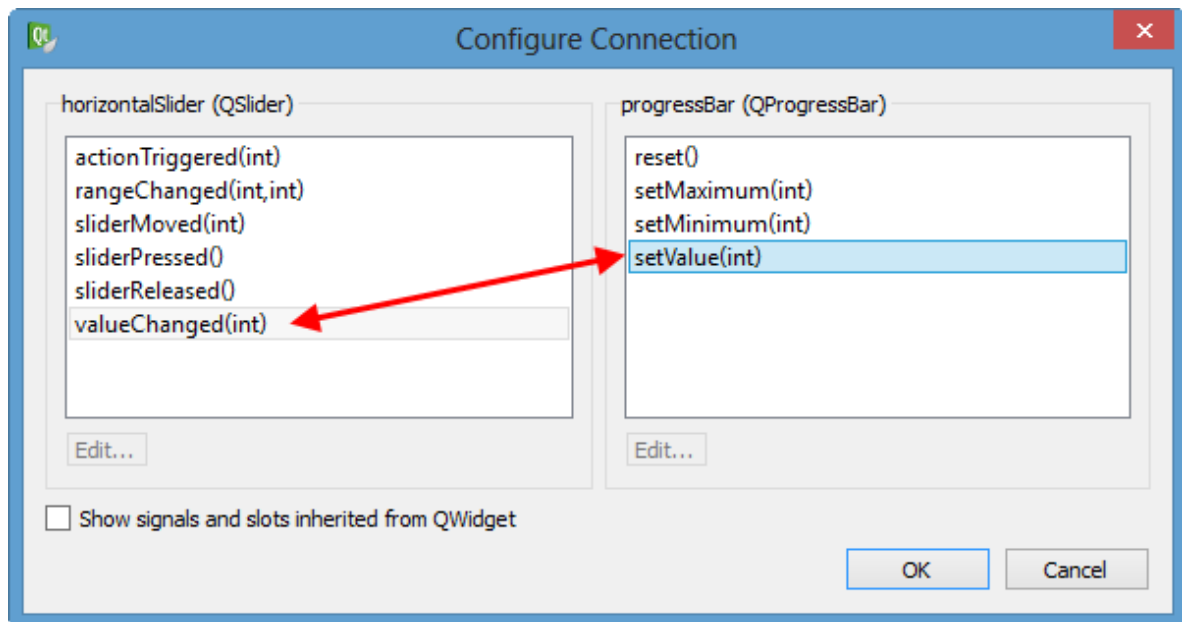 Qt
Configure Connection
horizontalSlider (QSlider)
actionTriggered(int)
rangeChanged(int,int)
sliderMoved(int)
sliderPressed()
sliderReleased()
valueChanged(int)
Edit...
progressBar (QProgressBar)
reset()
setMaximum(int)
setMinimum(int)
setValue(int)
Edit...
Show signals and slots inherited from QWidget
OK
Cancel